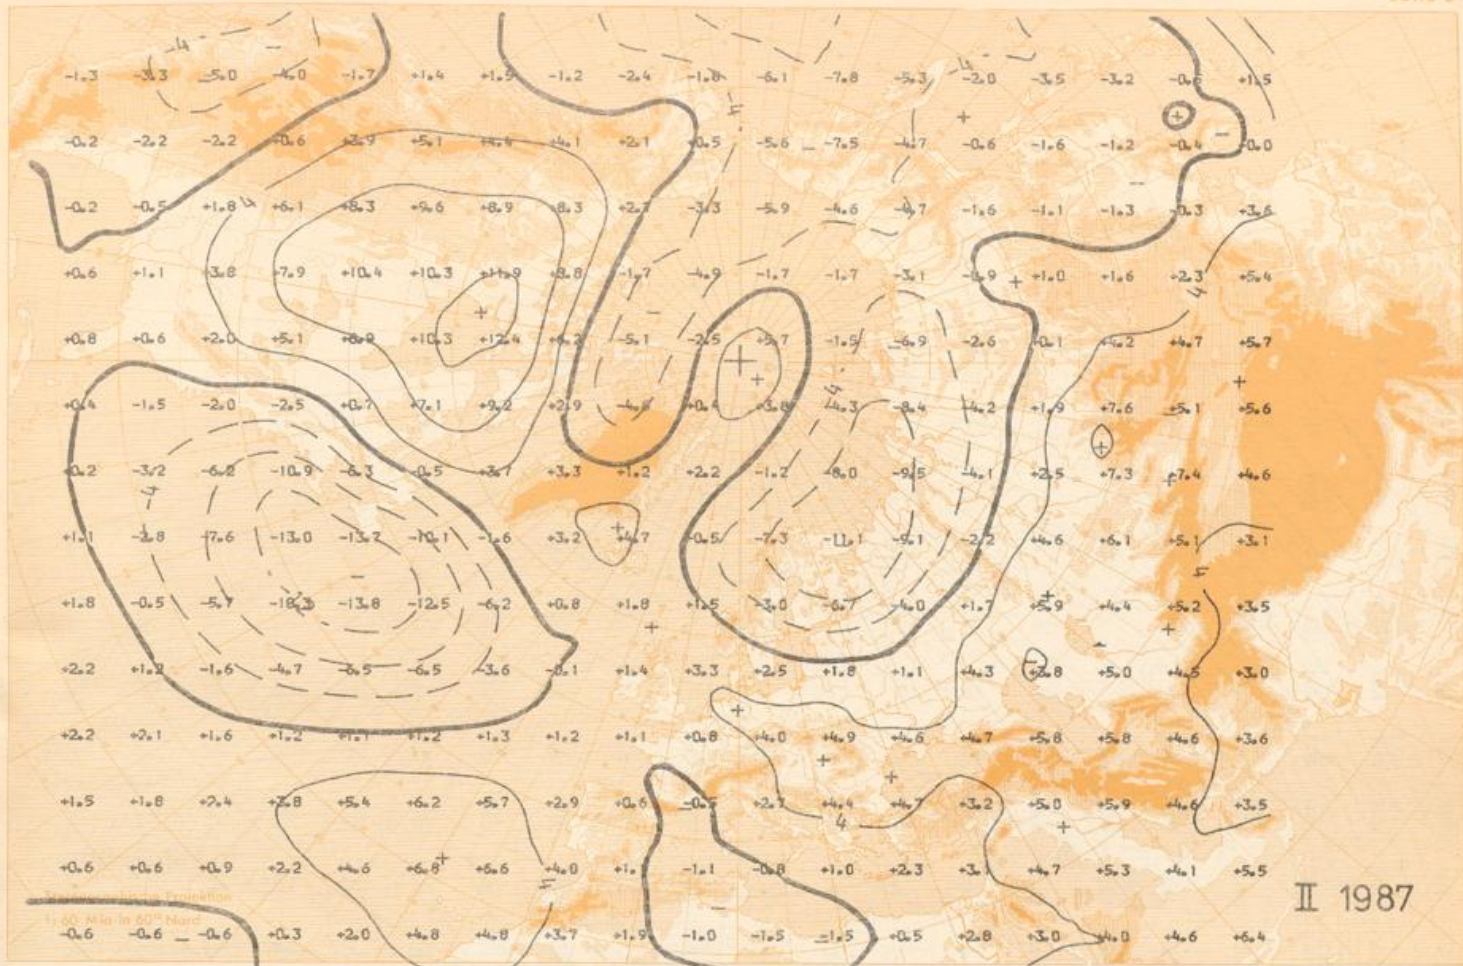 -1.3 -3.3 -5.0 -4.0 -1.7 +1.4 +1.9 -1.2 -2.4 -1.8 -6.1 -7.8 -5.3 -2.0 -3.5 -3.2 -0.6 +1.5
-0.2 -2.2 -2.2 +0.6 +3.9 +5.1 +4.4 +4.1 +2.1 +0.5 -5.6 -7.5 -4.7 -0.6 -1.6 -1.2 -0.4 -0.0
-0.2 -0.5 +1.8 +6.1 +8.3 +9.6 +8.9 +8.3 +2.7 -3.3 -5.9 -4.6 -1.6 -1.1 -1.3 -0.3 +3.6
+0.6 +1.1 +3.8 +7.9 +10.4 +10.3 +11.9 +8.8 -1.7 -4.9 -1.7 -1.7 -3.1 +1.0 +1.6 +2.3 +5.4
+0.8 +0.6 +2.0 +5.1 +8.9 +10.3 +12.4 +6.2 -5.1 -2.5 +5.7 -1.5 -6.9 -2.6 +0.1 +4.2 +4.7 +5.7
+0.4 -1.5 -2.0 -2.5 +0.7 +7.1 +9.2 +2.9 -4.6 +0.4 +3.8 -4.3 -8.4 -4.2 +1.9 +7.6 +5.1 +5.6
+0.2 -3.2 -6.2 -10.9 -6.3 -0.5 +3.7 +3.3 +1.2 +2.2 -1.2 -8.0 -9.5 -4.1 +2.5 +7.3 +7.4 +4.6
+1.1 -2.8 -7.6 -13.0 -13.2 -10.1 -1.6 +3.2 +4.7 -0.5 -7.3 -11.1 -9.1 -2.2 +4.6 +6.1 +5.1 +3.1
+1.8 -0.5 -5.7 -13.8 -12.5 -6.2 +0.8 +1.8 +1.5 -3.0 -6.7 -4.0 +1.7 +5.9 +4.4 +5.2 +3.5
+2.2 +1.2 -1.6 -4.7 -6.5 -6.5 -3.6 -0.1 +1.4 +3.3 +2.5 +1.8 +1.1 +4.3 +3.8 +5.0 +4.5 +3.0
+2.2 +2.1 +1.6 +1.2 +1.1 +1.2 +1.3 +1.2 +1.1 +0.8 +4.0 +4.9 +4.6 +4.7 +5.8 +5.8 +4.6 +3.6
+1.5 +1.8 +2.4 +3.8 +5.4 +6.2 +5.7 +2.9 +0.6 -0.5 +2.7 +4.4 +4.7 +3.2 +5.0 +5.9 +4.6 +3.5
+0.6 +0.6 +0.9 +2.2 +4.6 +6.8 +6.6 +4.0 +1.1 -1.1 -0.8 +1.0 +2.3 +3.1 +4.7 +5.3 +4.1 +5.5
Stereographische Projektion
II 1987
1: 60 Mio in 60° Nord
-0.6 -0.6 -0.6 +0.3 +2.0 +4.8 +4.8 +3.7 +1.9 -1.0 -1.5 -1.5 +0.5 +2.8 +3.0 +4.0 +4.6 +6.4